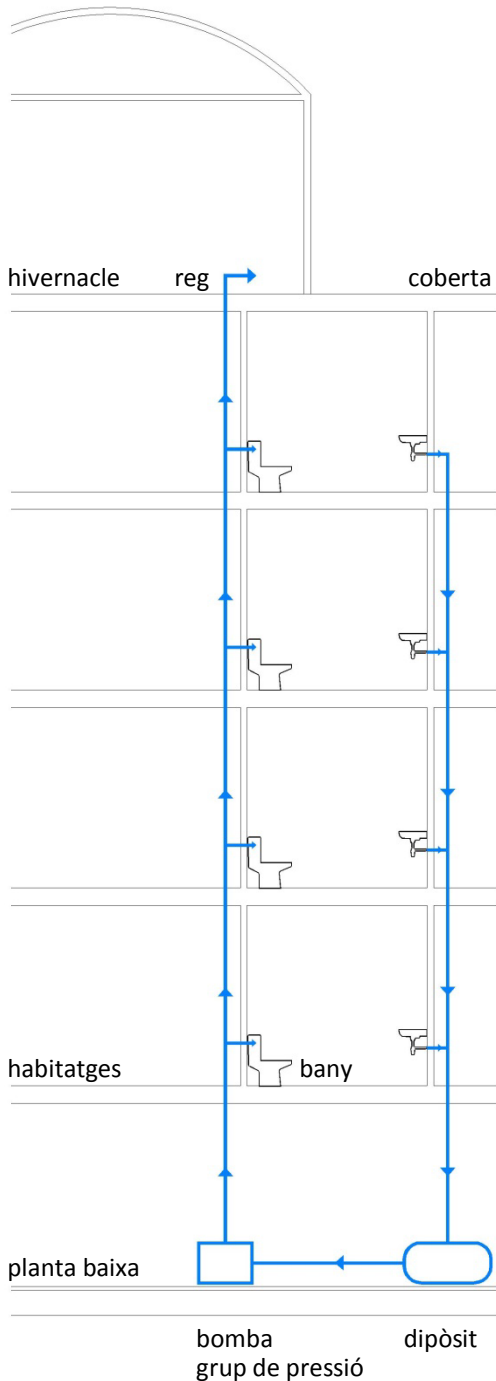 hivernacle reg coberta
habitatges bany
planta baixa
bomba dipòsit
grup de pressió